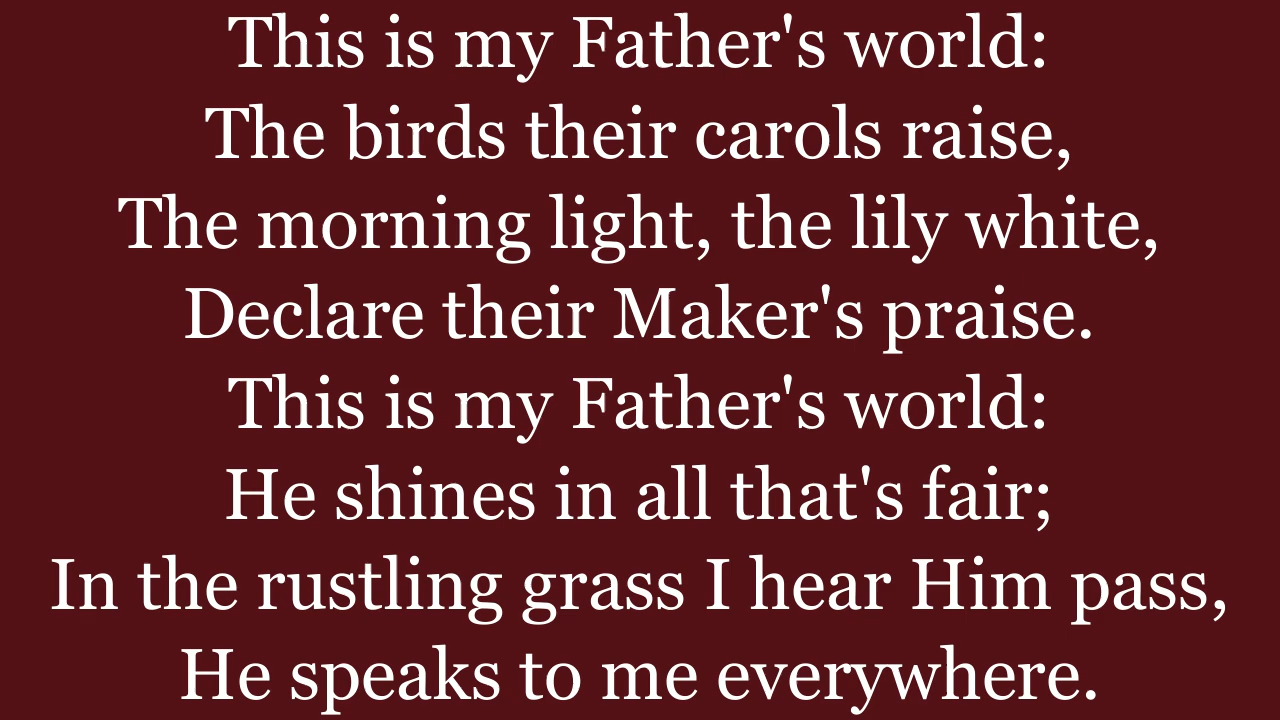 This is my Father's world:
The birds their carols raise,
The morning light, the lily white,
Declare their Maker's praise.
This is my Father's world:
He shines in all that's fair;
In the rustling grass I hear Him pass,
He speaks to me everywhere.